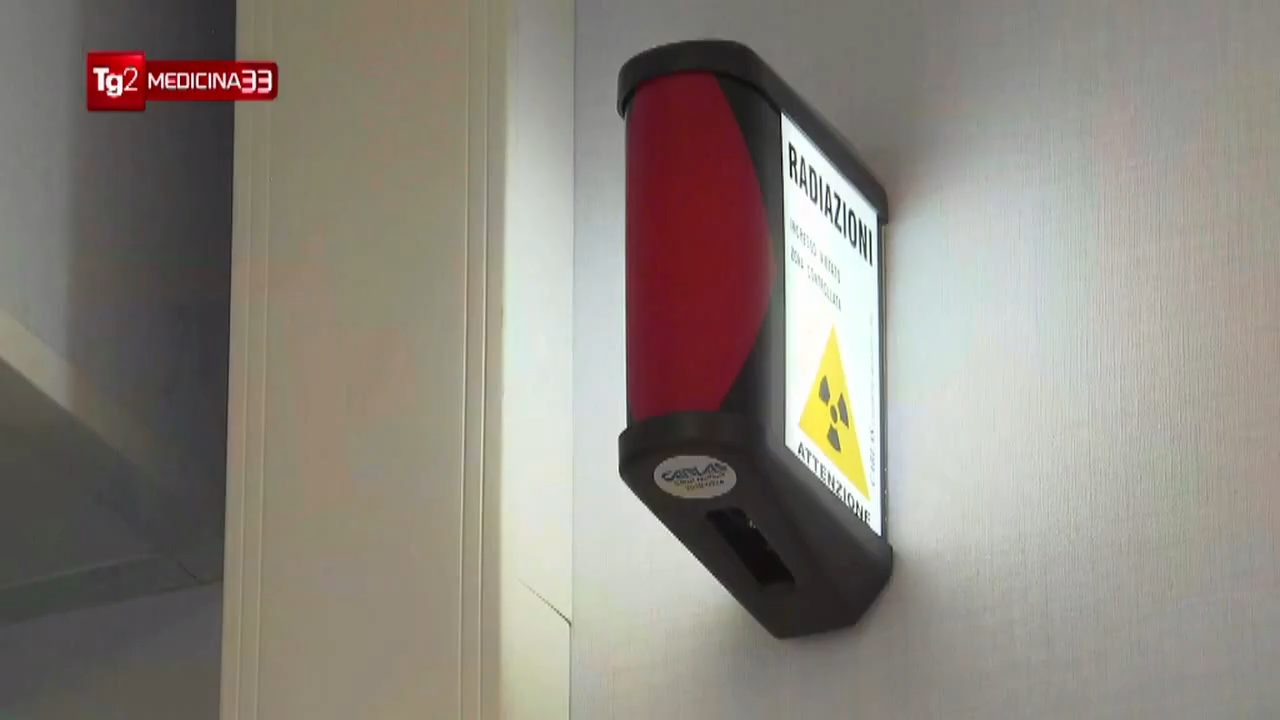 Tg2 MEDICINA33
RADIAZIONI
INGRESSO VIETATO
ZONA CONTROLLATA
ATTENZIONE